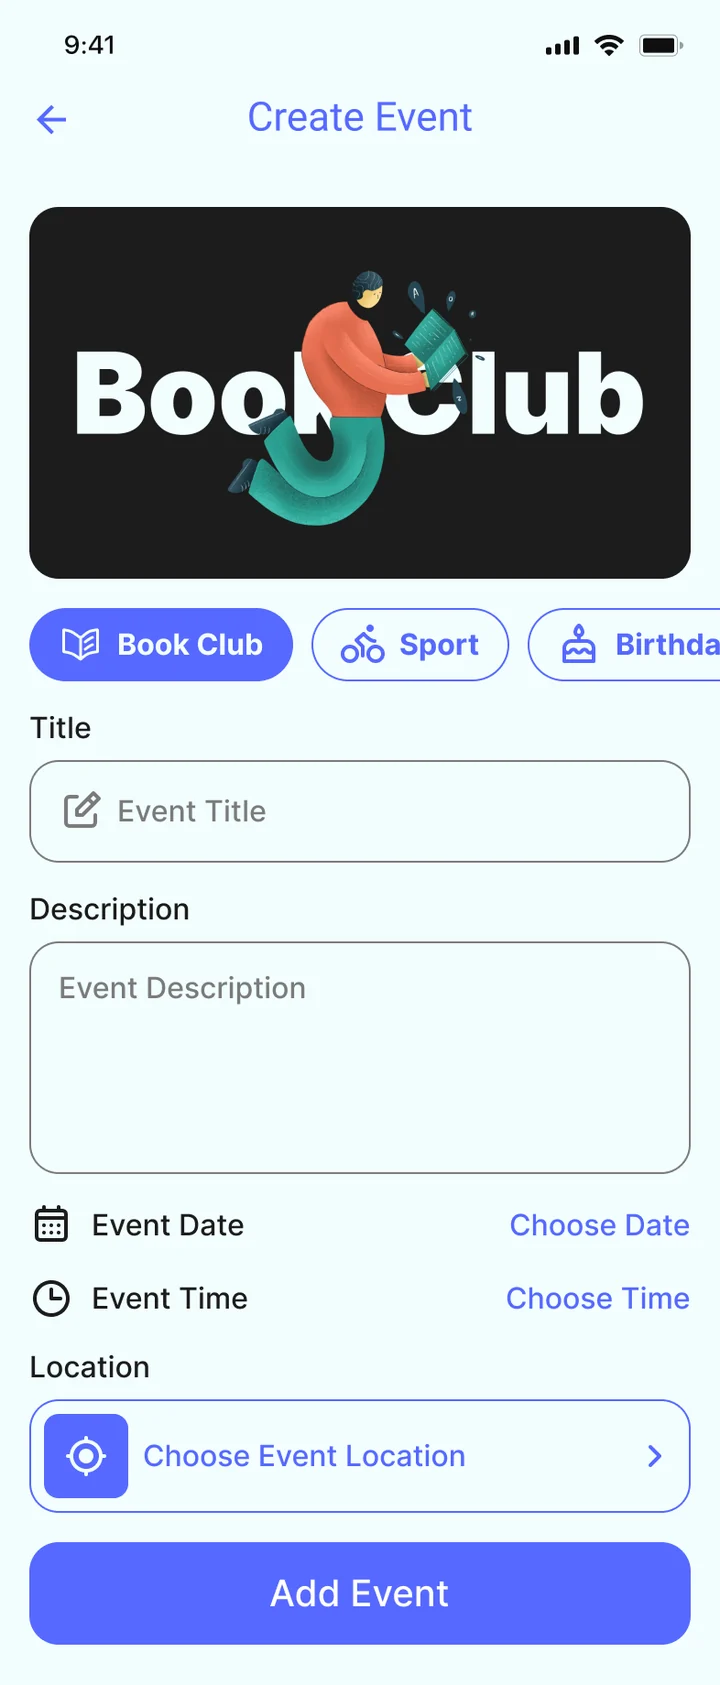 9:41
Create Event
Book Club
Book Club
Sport
Birthda
Title
Event Title
Description
Event Description
Event Date
Choose Date
Event Time
Choose Time
Location
Choose Event Location
Add Event